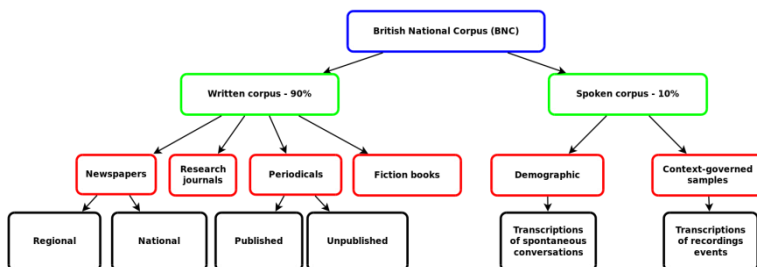 British National Corpus (BNC)
Written corpus - 90%
Spoken corpus - 10%
Newspapers
Research
journals
Periodicals
Fiction books
Demographic
Context-governed
samples
Regional
National
Published
Unpublished
Transcriptions
of spontaneous
conversations
Transcriptions
of recordings
events